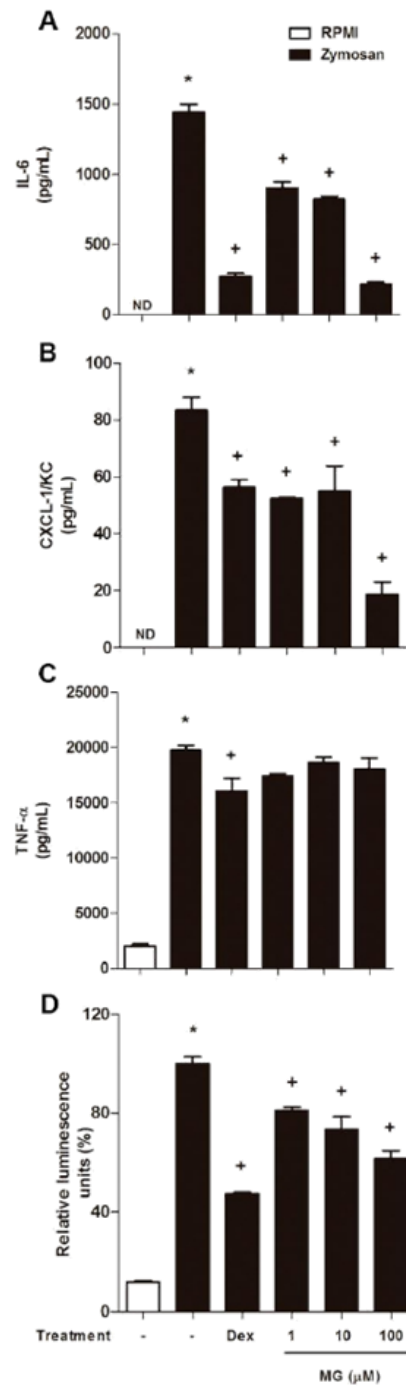 A
RPMI
Zymosan
2000
1500
1000
500
0
IL-6
(pg/mL)
ND
*
+
+
+
+
B
100
80
60
40
20
0
CXCL-1/KC
(pg/mL)
ND
*
+
+
+
+
C
25000
20000
15000
10000
5000
0
TNF-α
(pg/mL)
*
+
D
120
80
40
0
Relative luminescence
units (%)
*
+
+
+
+
Treatment - - Dex 1 10 100
MG (μM)